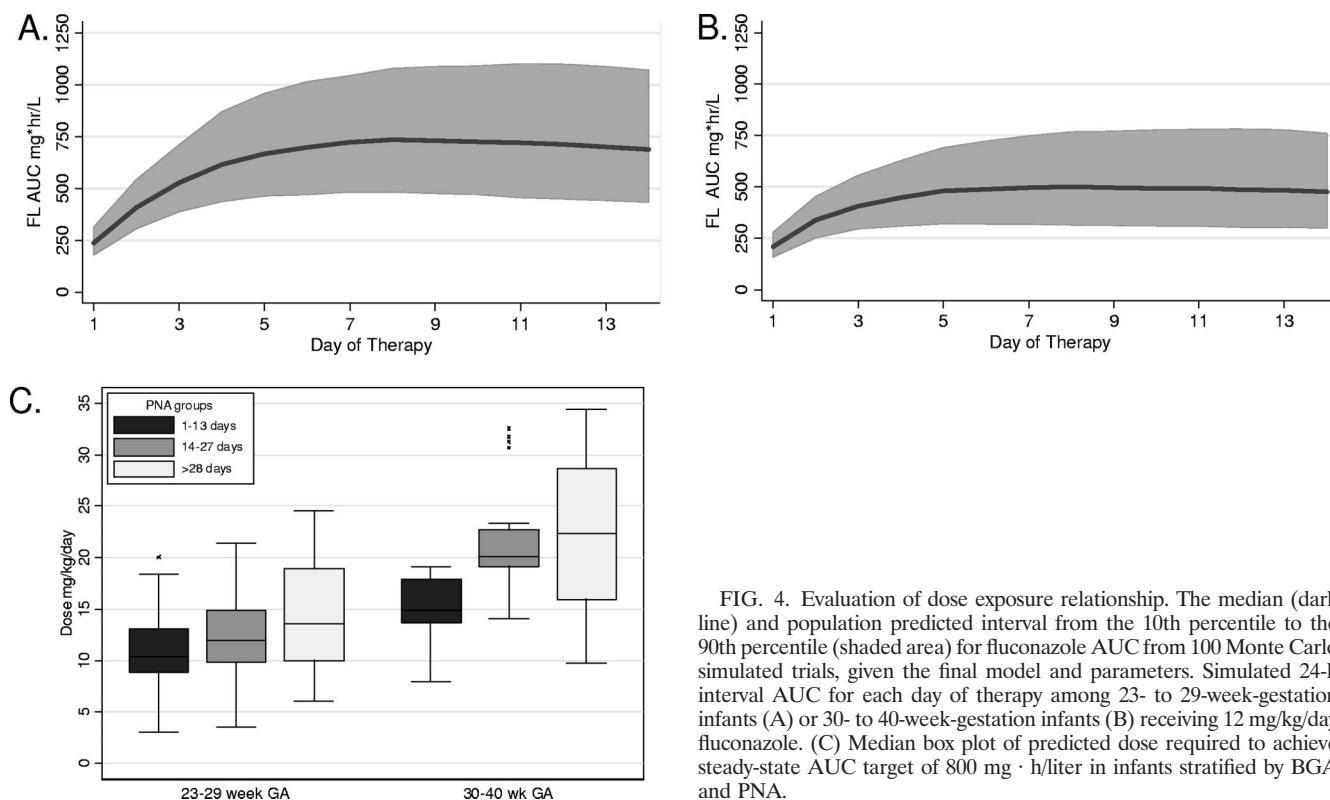 A.
1250
1000
750
500
250
0
FL AUC mg*hr/L
1 3 5 7 9 11 13
Day of Therapy
B.
1250
1000
750
500
250
0
FL AUC mg*hr/L
1 3 5 7 9 11 13
Day of Therapy
C.
35
30
25
20
15
10
5
0
Dose mg/kg/day
PNA groups
1-13 days
14-27 days
>28 days
23-29 week GA 30-40 wk GA
FIG. 4. Evaluation of dose exposure relationship. The median (dark
line) and population predicted interval from the 10th percentile to the
90th percentile (shaded area) for fluconazole AUC from 100 Monte Carlo
simulated trials, given the final model and parameters. Simulated 24-h
interval AUC for each day of therapy among 23- to 29-week-gestation
infants (A) or 30- to 40-week-gestation infants (B) receiving 12 mg/kg/day
fluconazole. (C) Median box plot of predicted dose required to achieve
steady-state AUC target of 800 mg · h/liter in infants stratified by BGA
and PNA.